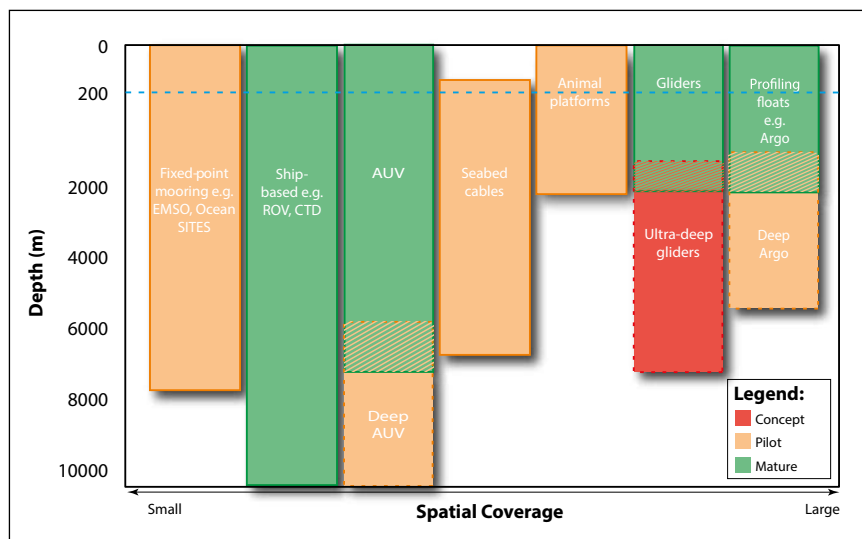 0
200
2000
4000
6000
8000
10000
Depth (m)
Fixed-point
mooring e.g.
EMSO, Ocean
SITES
Ship-
based e.g.
ROV, CTD
AUV
Deep
AUV
Seabed
cables
Animal
platforms
Gliders
Ultra-deep
gliders
Profiling
floats
e.g.
Argo
Deep
Argo
Legend:
Concept
Pilot
Mature
Small
Spatial Coverage
Large